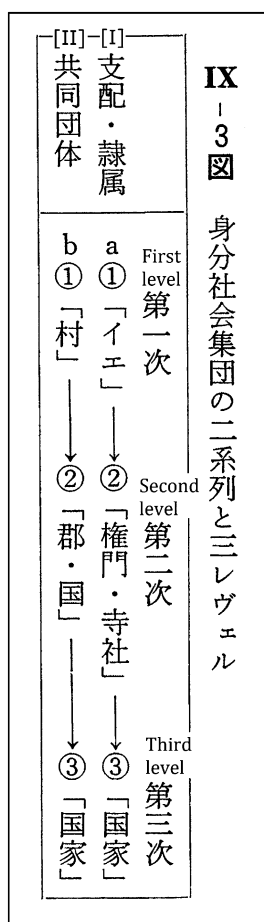 IX-3図 身分社会集団の二系列と三レヴェル
First level 第一次
Second level 第二次
Third level 第三次
[I] 支配・隷属
a ①「イエ」→②「権門・寺社」→③「国家」
[II] 共同団体
b ①「村」→②「郡・国」→③「国家」